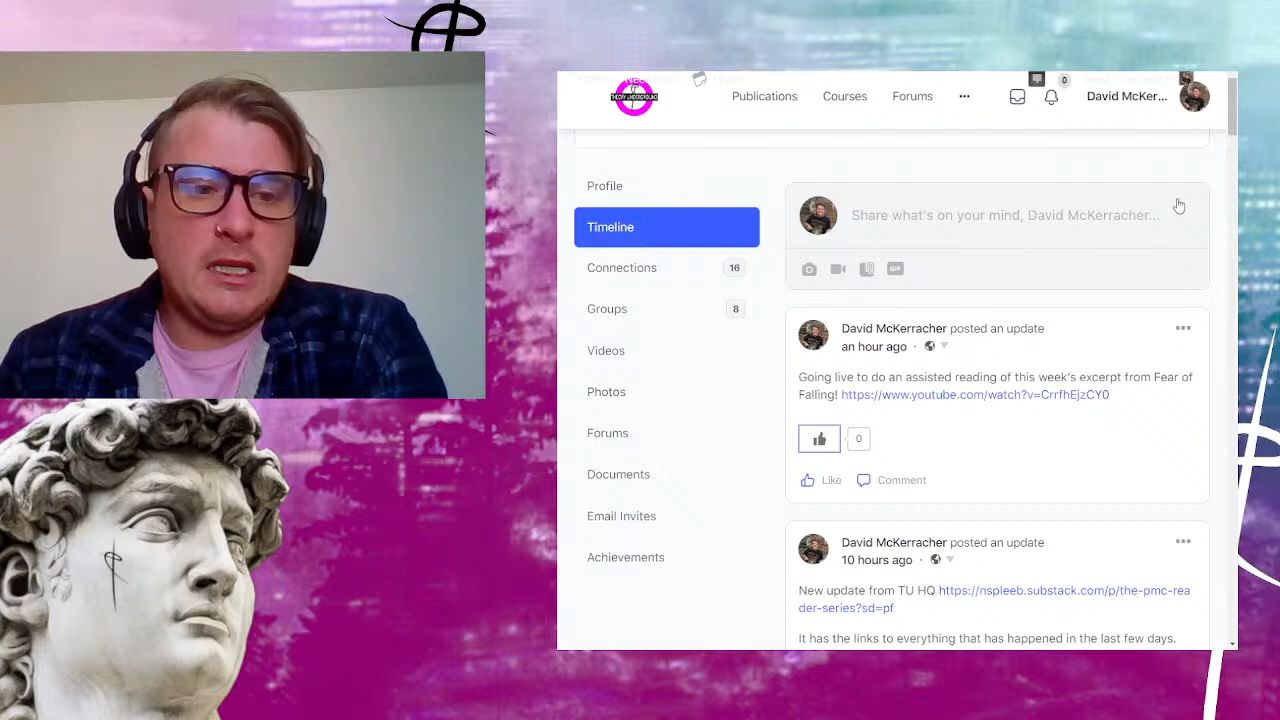 THEORY UNDERGROUND
Publications
Courses
Forums
0
David McKer...
Profile
Timeline
Connections 16
Groups 8
Videos
Photos
Forums
Documents
Email Invites
Achievements
Share what's on your mind, David McKerracher...
GIF
David McKerracher posted an update
an hour ago
Going live to do an assisted reading of this week's excerpt from Fear of
Falling! https://www.youtube.com/watch?v=CrrfhEjzCY0
0
Like
Comment
David McKerracher posted an update
10 hours ago
New update from TU HQ https://nspleeb.substack.com/p/the-pmc-rea
der-series?sd=pf
It has the links to everything that has happened in the last few days.